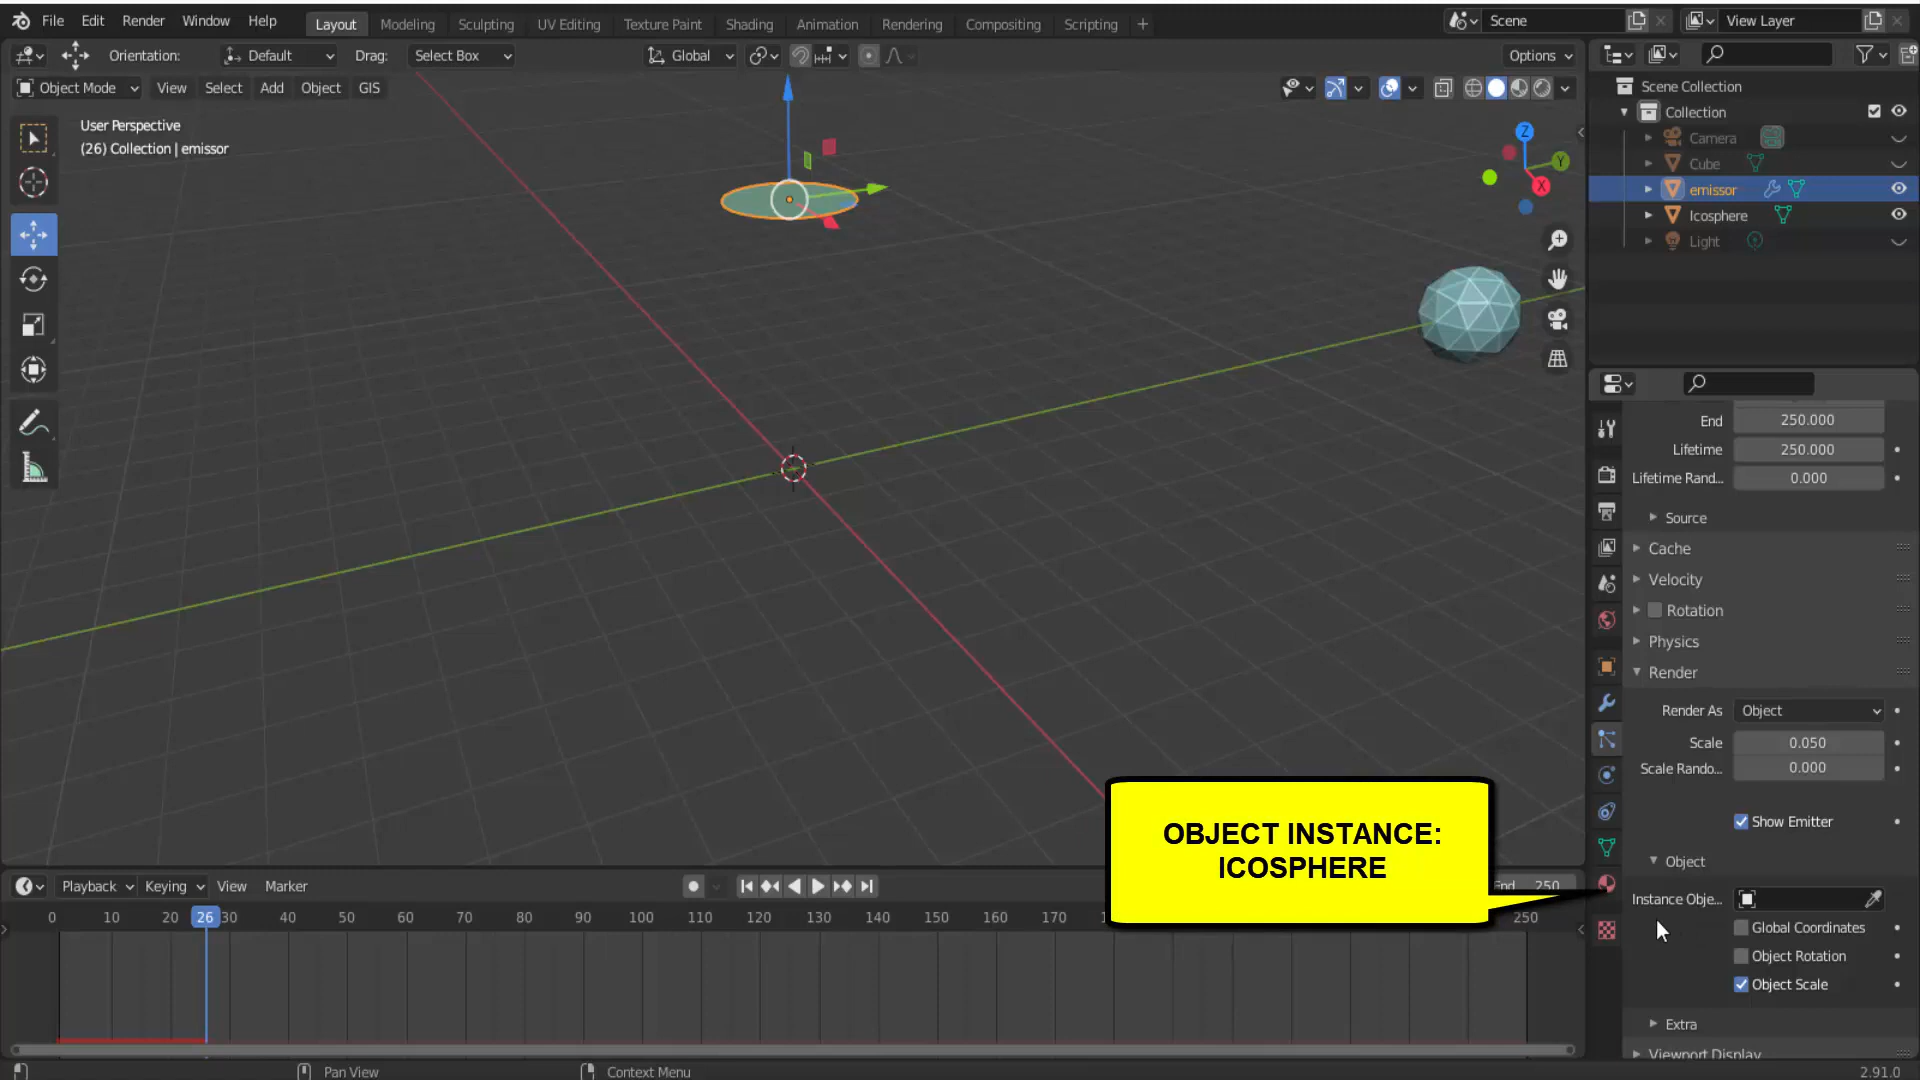 File Edit Render Window Help Layout Modeling Sculpting UV Editing Texture Paint Shading Animation Rendering Compositing Scripting + Scene View Layer
Orientation: Default Drag: Select Box Global Options
Object Mode View Select Add Object GIS
User Perspective
(26) Collection | emissor
Z
Y
X
Scene Collection
Collection
Camera
Cube
emissor
Icosphere
Light
End 250.000
Lifetime 250.000
Lifetime Rand... 0.000
Source
Cache
Velocity
Rotation
Physics
Render
Render As Object
Scale 0.050
Scale Rando... 0.000
Show Emitter
Object
Instance Obje...
Global Coordinates
Object Rotation
Object Scale
Extra
Viewport Display
OBJECT INSTANCE:
ICOSPHERE
Playback Keying View Marker End 250
0 10 20 26 30 40 50 60 70 80 90 100 110 120 130 140 150 160 170 250
Pan View Context Menu 2.91.0